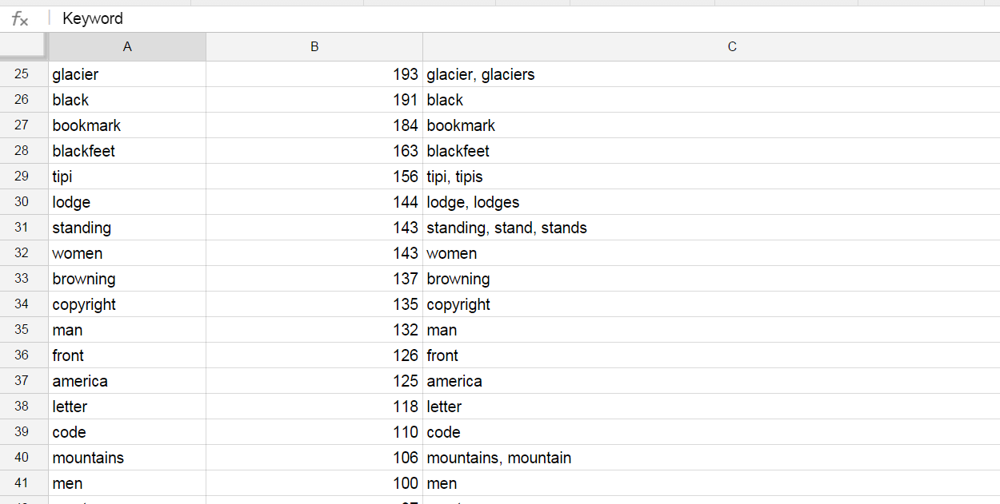 fx Keyword
A B C
25 glacier 193 glacier, glaciers
26 black 191 black
27 bookmark 184 bookmark
28 blackfeet 163 blackfeet
29 tipi 156 tipi, tipis
30 lodge 144 lodge, lodges
31 standing 143 standing, stand, stands
32 women 143 women
33 browning 137 browning
34 copyright 135 copyright
35 man 132 man
36 front 126 front
37 america 125 america
38 letter 118 letter
39 code 110 code
40 mountains 106 mountains, mountain
41 men 100 men